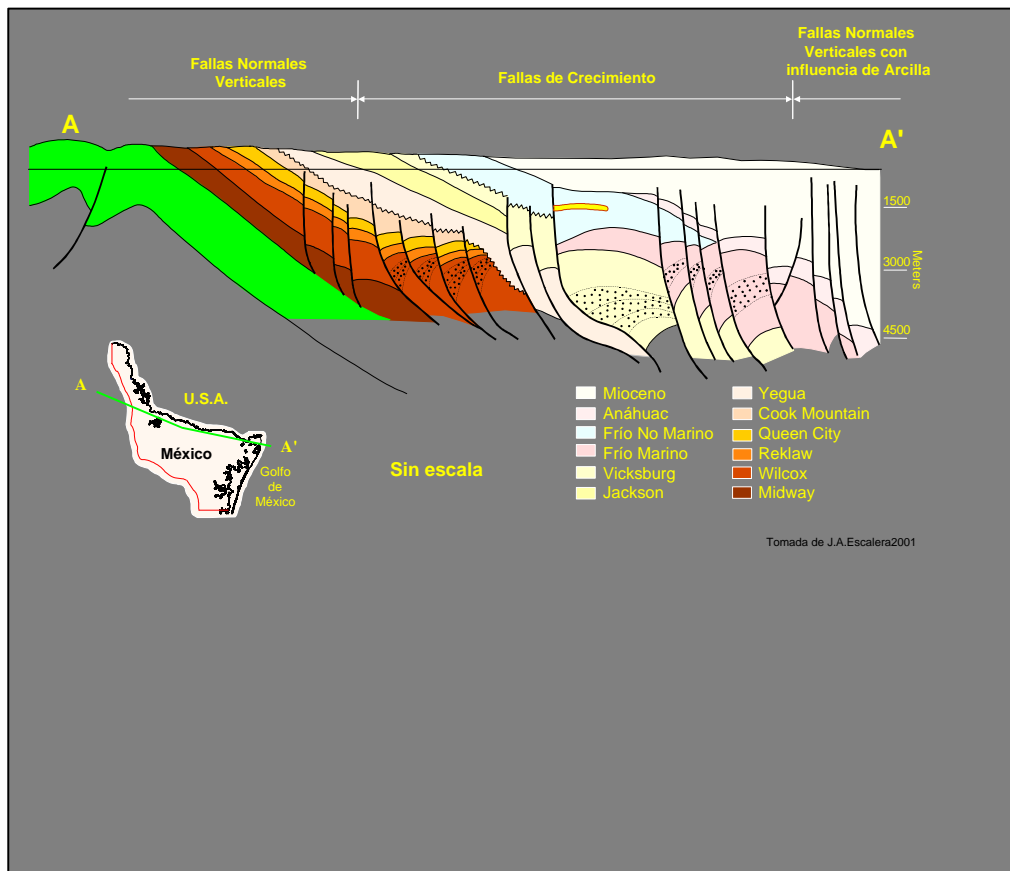 Fallas Normales
Verticales
Fallas de Crecimiento
Fallas Normales
Verticales con
influencia de Arcilla
A
A'
1500
3000
4500
Meters
A
U.S.A.
México
A'
Golfo
de
México
Sin escala
Mioceno
Anáhuac
Frío No Marino
Frío Marino
Vicksburg
Jackson
Yegua
Cook Mountain
Queen City
Reklaw
Wilcox
Midway
Tomada de J.A.Escalera2001